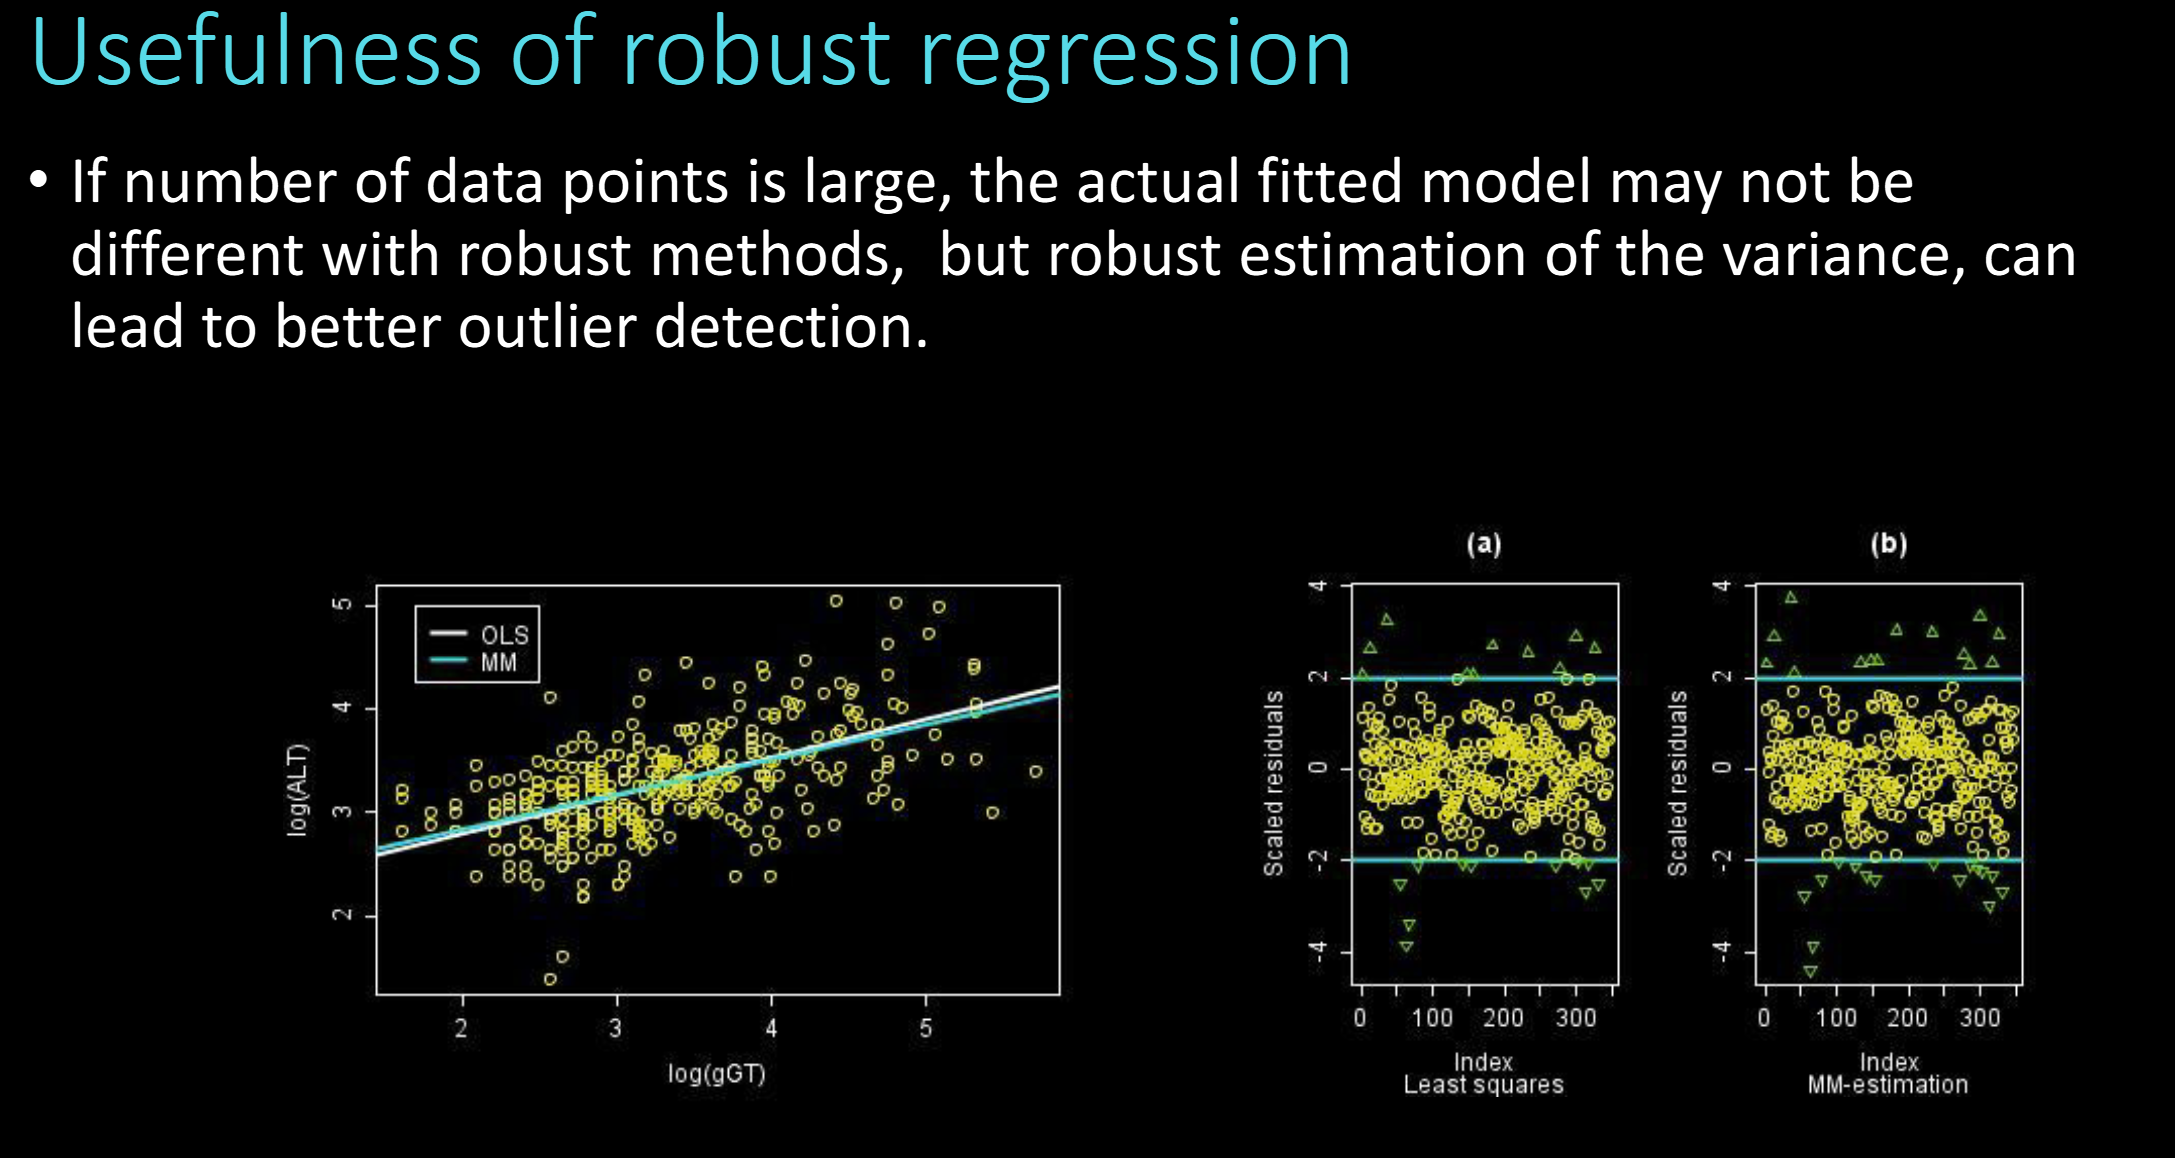 Usefulness of robust regression
• If number of data points is large, the actual fitted model may not be
different with robust methods,  but robust estimation of the variance, can
lead to better outlier detection.
OLS
MM
5
4
3
2
log(ALT)
2 3 4 5
log(gGT)
(a)
4
2
0
-2
-4
Scaled residuals
0 100 200 300
Index
Least squares
(b)
4
2
0
-2
-4
Scaled residuals
0 100 200 300
Index
MM-estimation